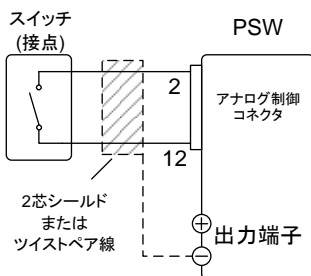 スイッチ
(接点)
PSW
2
アナログ制御
コネクタ
12
2芯シールド
または
ツイストペア線
出力端子